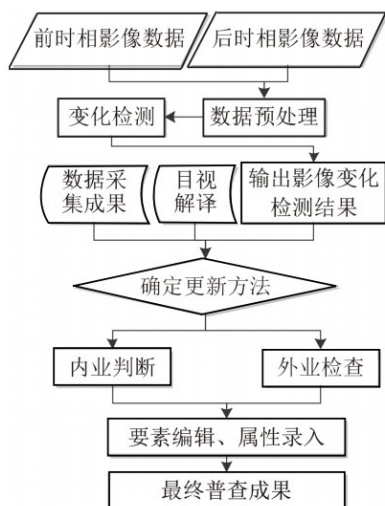 前时相影像数据
后时相影像数据
变化检测
数据预处理
数据采
集成果
目视
解译
输出影像变化
检测结果
确定更新方法
内业判断
外业检查
要素编辑、属性录入
最终普查成果